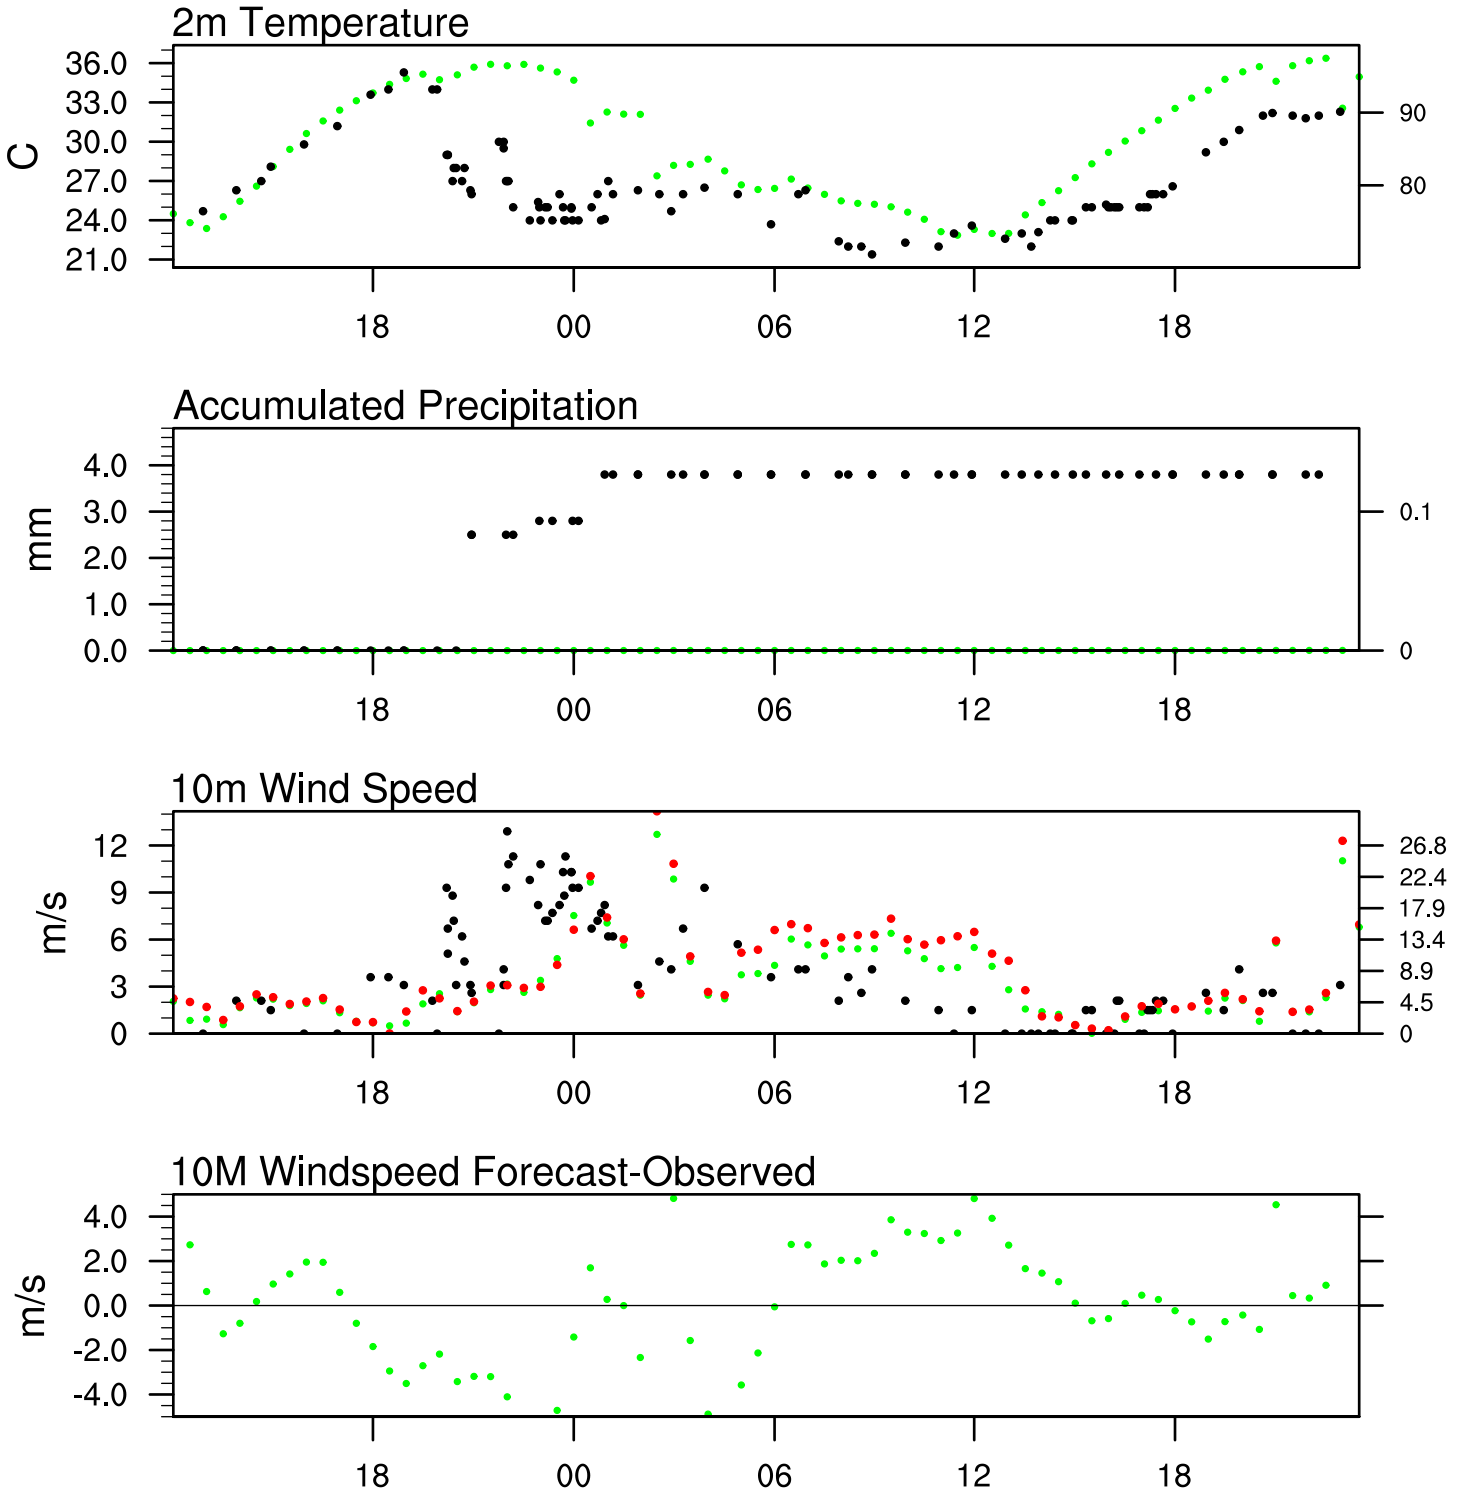 2m Temperature
36.0
33.0
30.0
27.0
24.0
21.0
C
90
80
18 00 06 12 18
Accumulated Precipitation
4.0
3.0
2.0
1.0
0.0
mm
0.1
0
18 00 06 12 18
10m Wind Speed
12
9
6
3
0
m/s
26.8
22.4
17.9
13.4
8.9
4.5
0
18 00 06 12 18
10M Windspeed Forecast-Observed
4.0
2.0
0.0
-2.0
-4.0
m/s
18 00 06 12 18